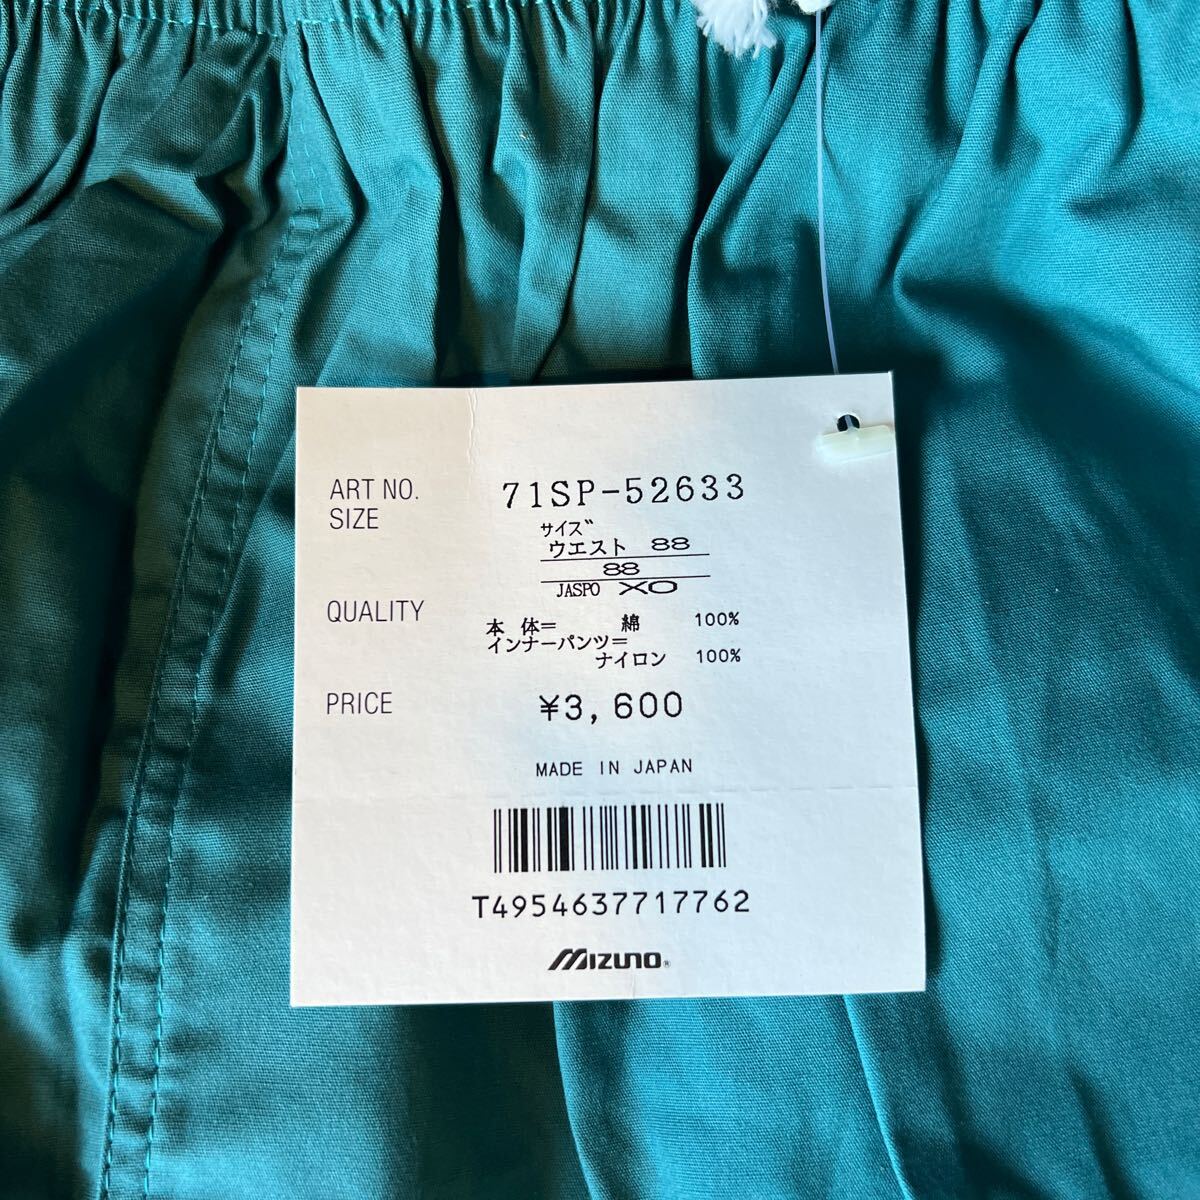 ART NO. 71SP-52633
SIZE サイズ
ウエスト 88
88
JASPO XO
QUALITY 本 体= 綿 100%
インナーパンツ=
ナイロン 100%
PRICE ¥3,600
MADE IN JAPAN
T4954637717762
MIZUNO®